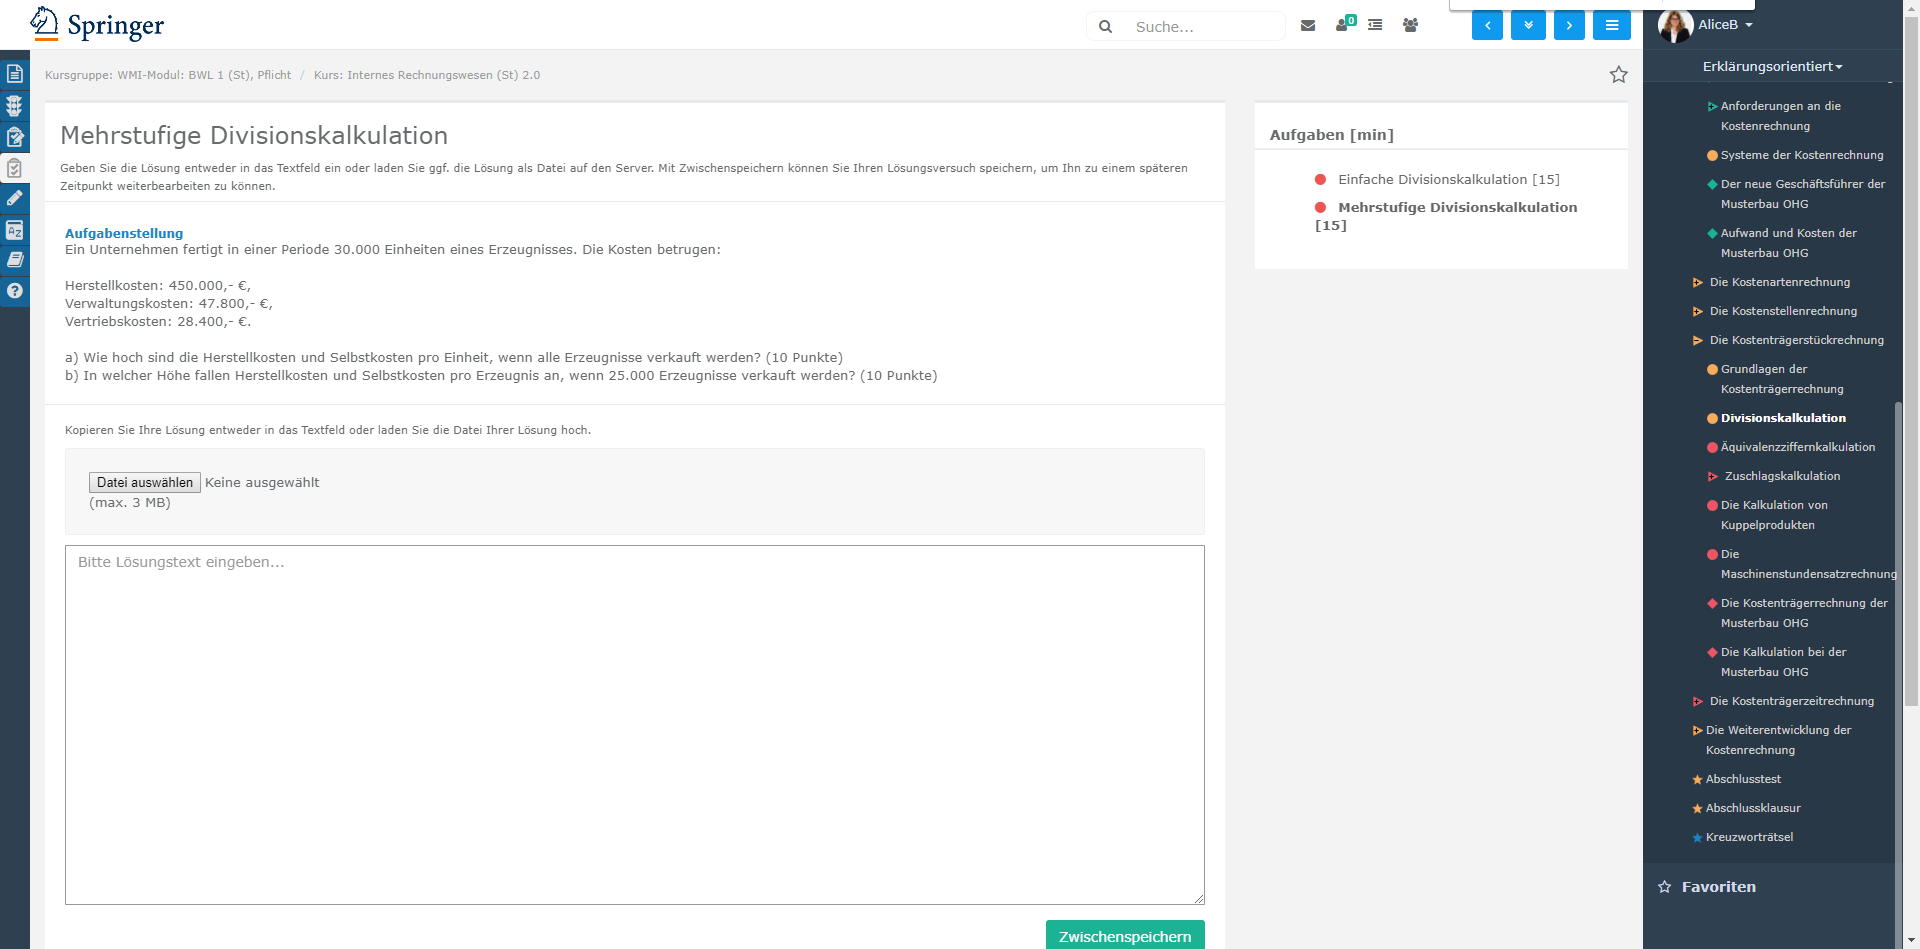 Springer
Suche...
0
AliceB
Kursgruppe: WMI-Modul: BWL 1 (St), Pflicht / Kurs: Internes Rechnungswesen (St) 2.0
Erklärungsorientiert
Mehrstufige Divisionskalkulation
Geben Sie die Lösung entweder in das Textfeld ein oder laden Sie ggf. die Lösung als Datei auf den Server. Mit Zwischenspeichern können Sie Ihren Lösungsversuch speichern, um Ihn zu einem späteren
Zeitpunkt weiterbearbeiten zu können.
Aufgabenstellung
Ein Unternehmen fertigt in einer Periode 30.000 Einheiten eines Erzeugnisses. Die Kosten betrugen:
Herstellkosten: 450.000,- €,
Verwaltungskosten: 47.800,- €,
Vertriebskosten: 28.400,- €.
a) Wie hoch sind die Herstellkosten und Selbstkosten pro Einheit, wenn alle Erzeugnisse verkauft werden? (10 Punkte)
b) In welcher Höhe fallen Herstellkosten und Selbstkosten pro Erzeugnis an, wenn 25.000 Erzeugnisse verkauft werden? (10 Punkte)
Kopieren Sie Ihre Lösung entweder in das Textfeld oder laden Sie die Datei Ihrer Lösung hoch.
Datei auswählen Keine ausgewählt
(max. 3 MB)
Bitte Lösungstext eingeben...
Zwischenspeichern
Aufgaben [min]
Einfache Divisionskalkulation [15]
Mehrstufige Divisionskalkulation
[15]
Anforderungen an die
Kostenrechnung
Systeme der Kostenrechnung
Der neue Geschäftsführer der
Musterbau OHG
Aufwand und Kosten der
Musterbau OHG
Die Kostenartenrechnung
Die Kostenstellenrechnung
Die Kostenträgerstückrechnung
Grundlagen der
Kostenträgerrechnung
Divisionskalkulation
Äquivalenzziffernkalkulation
Zuschlagskalkulation
Die Kalkulation von
Kuppelprodukten
Die
Maschinenstundensatzrechnung
Die Kostenträgerrechnung der
Musterbau OHG
Die Kalkulation bei der
Musterbau OHG
Die Kostenträgerzeitrechnung
Die Weiterentwicklung der
Kostenrechnung
Abschlusstest
Abschlussklausur
Kreuzworträtsel
Favoriten